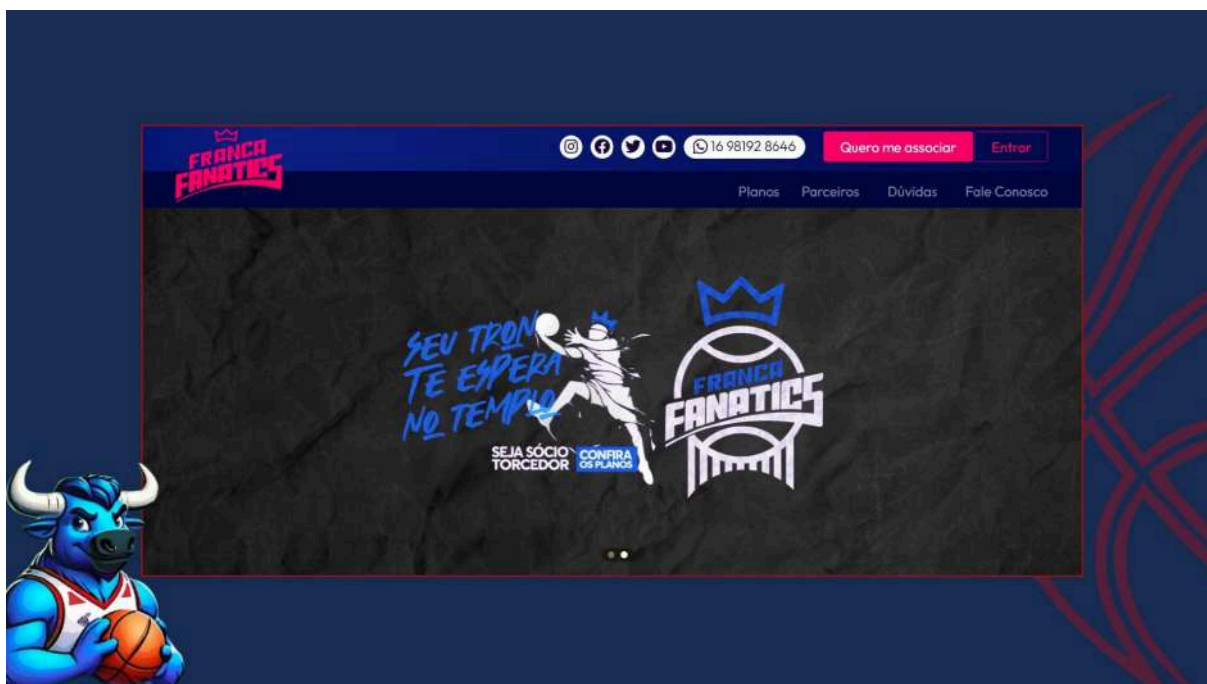 FRANCA
FANATICS
16 98192 8646
Quero me associar
Entrar
Planos
Parceiros
Dúvidas
Fale Conosco
SEU TRONO
TE ESPERA
NO TEMPLO
SEJA SÓCIO
TORCEDOR
CONFIRA
OS PLANOS
FRANCA
FANATICS